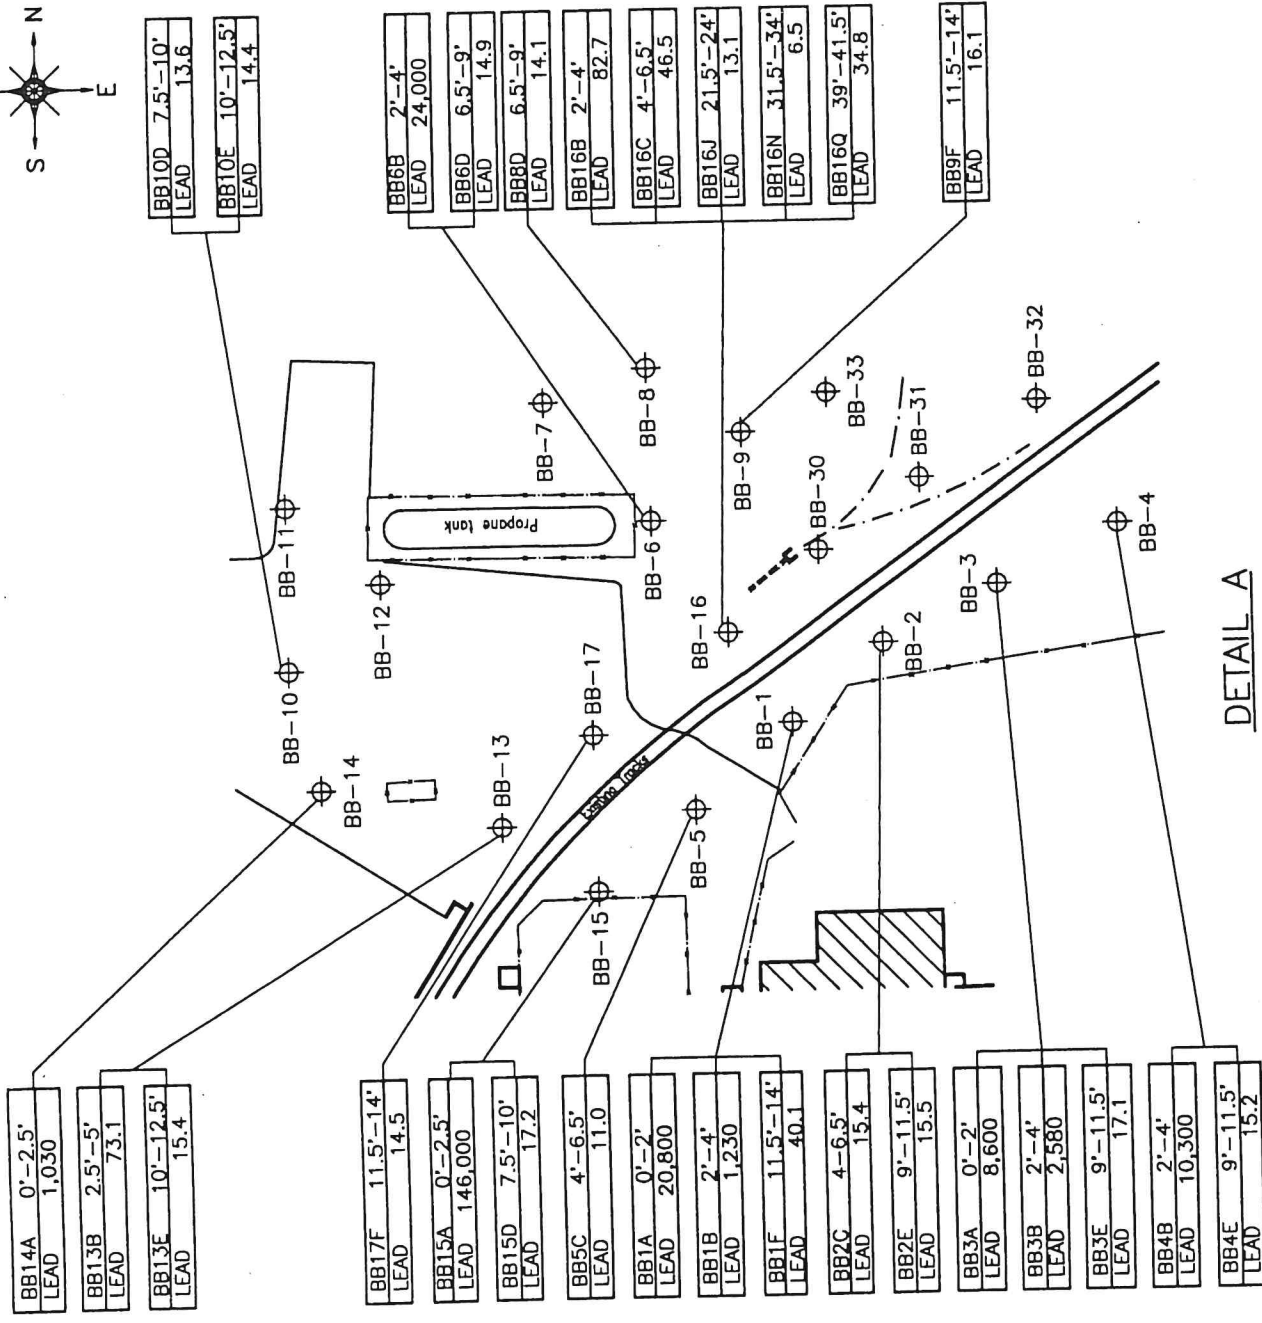 N
S
E
BB10D 7.5'-10'
LEAD 13.6
BB10E 10'-12.5'
LEAD 14.4
BB6B 2'-4'
LEAD 24,000
BB6D 6.5'-9'
LEAD 14.9
BB8D 6.5'-9'
LEAD 14.1
BB16B 2'-4'
LEAD 82.7
BB16C 4'-6.5'
LEAD 46.5
BB16J 21.5'-24'
LEAD 13.1
BB16N 31.5'-34'
LEAD 6.5
BB16Q 39'-41.5'
LEAD 34.8
BB9F 11.5'-14'
LEAD 16.1
BB-11
BB-12
BB-10
BB-14
BB-13
BB-17
BB-7
Propane tank
BB-8
BB-6
BB-16
BB-9
BB-33
BB-30
BB-31
BB-32
BB-3
BB-4
BB-2
BB-1
BB-5
BB-15
Existing Tracks
BB14A 0'-2.5'
LEAD 1,030
BB13B 2.5'-5'
LEAD 73.1
BB13E 10'-12.5'
LEAD 15.4
BB17F 11.5'-14'
LEAD 14.5
BB15A 0'-2.5'
LEAD 146,000
BB15D 7.5'-10'
LEAD 17.2
BB5C 4'-6.5'
LEAD 11.0
BB1A 0'-2'
LEAD 20,800
BB1B 2'-4'
LEAD 1,230
BB1F 11.5'-14'
LEAD 40.1
BB2C 4-6.5'
LEAD 15.4
BB2E 9'-11.5'
LEAD 15.5
BB3A 0'-2'
LEAD 8,600
BB3B 2'-4'
LEAD 2,580
BB3E 9'-11.5'
LEAD 17.1
BB4B 2'-4'
LEAD 10,300
BB4E 9'-11.5'
LEAD 15.2
DETAIL A